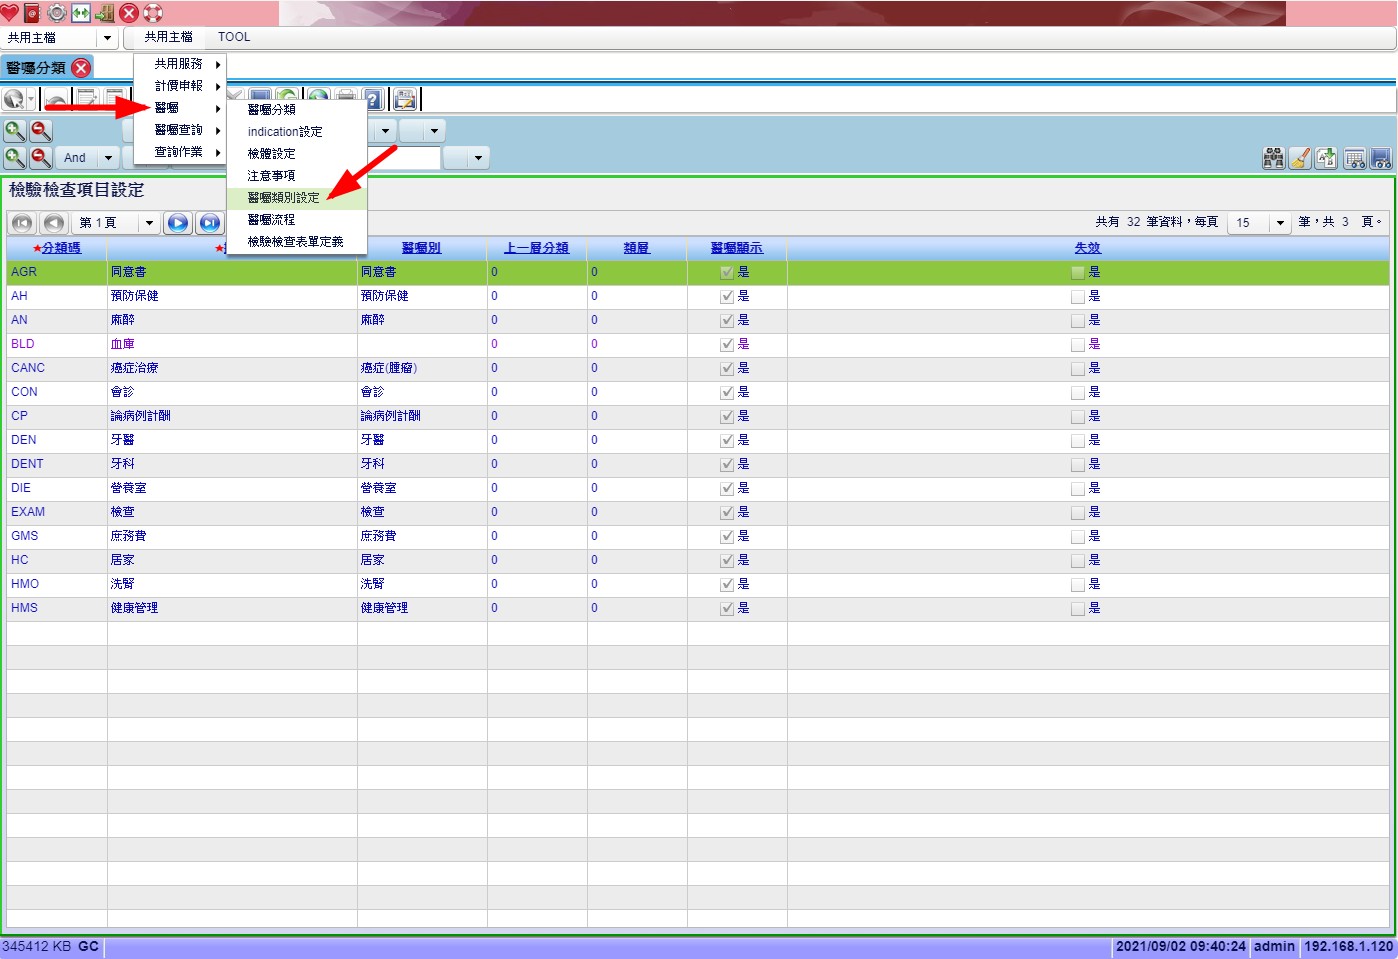 共用主檔 共用主檔 TOOL
醫囑分類
共用服務
計價申報
醫囑
醫囑查詢
查詢作業
醫囑分類
indication設定
檢體設定
注意事項
醫囑類別設定
醫囑流程
檢驗檢查表單定義
And
檢驗檢查項目設定
第 1 頁 共有 32 筆資料，每頁 15 筆，共 3 頁。
★分類碼 ★ 醫囑別 上一層分類 類層 醫囑顯示 失效
AGR 同意書 同意書 0 0 是 是
AH 預防保健 預防保健 0 0 是 是
AN 麻醉 麻醉 0 0 是 是
BLD 血庫 0 0 是 是
CANC 癌症治療 癌症(腫瘤) 0 0 是 是
CON 會診 會診 0 0 是 是
CP 論病例計酬 論病例計酬 0 0 是 是
DEN 牙醫 牙醫 0 0 是 是
DENT 牙科 牙科 0 0 是 是
DIE 營養室 營養室 0 0 是 是
EXAM 檢查 檢查 0 0 是 是
GMS 庶務費 庶務費 0 0 是 是
HC 居家 居家 0 0 是 是
HMO 洗腎 洗腎 0 0 是 是
HMS 健康管理 健康管理 0 0 是 是
345412 KB GC 2021/09/02 09:40:24 admin 192.168.1.120